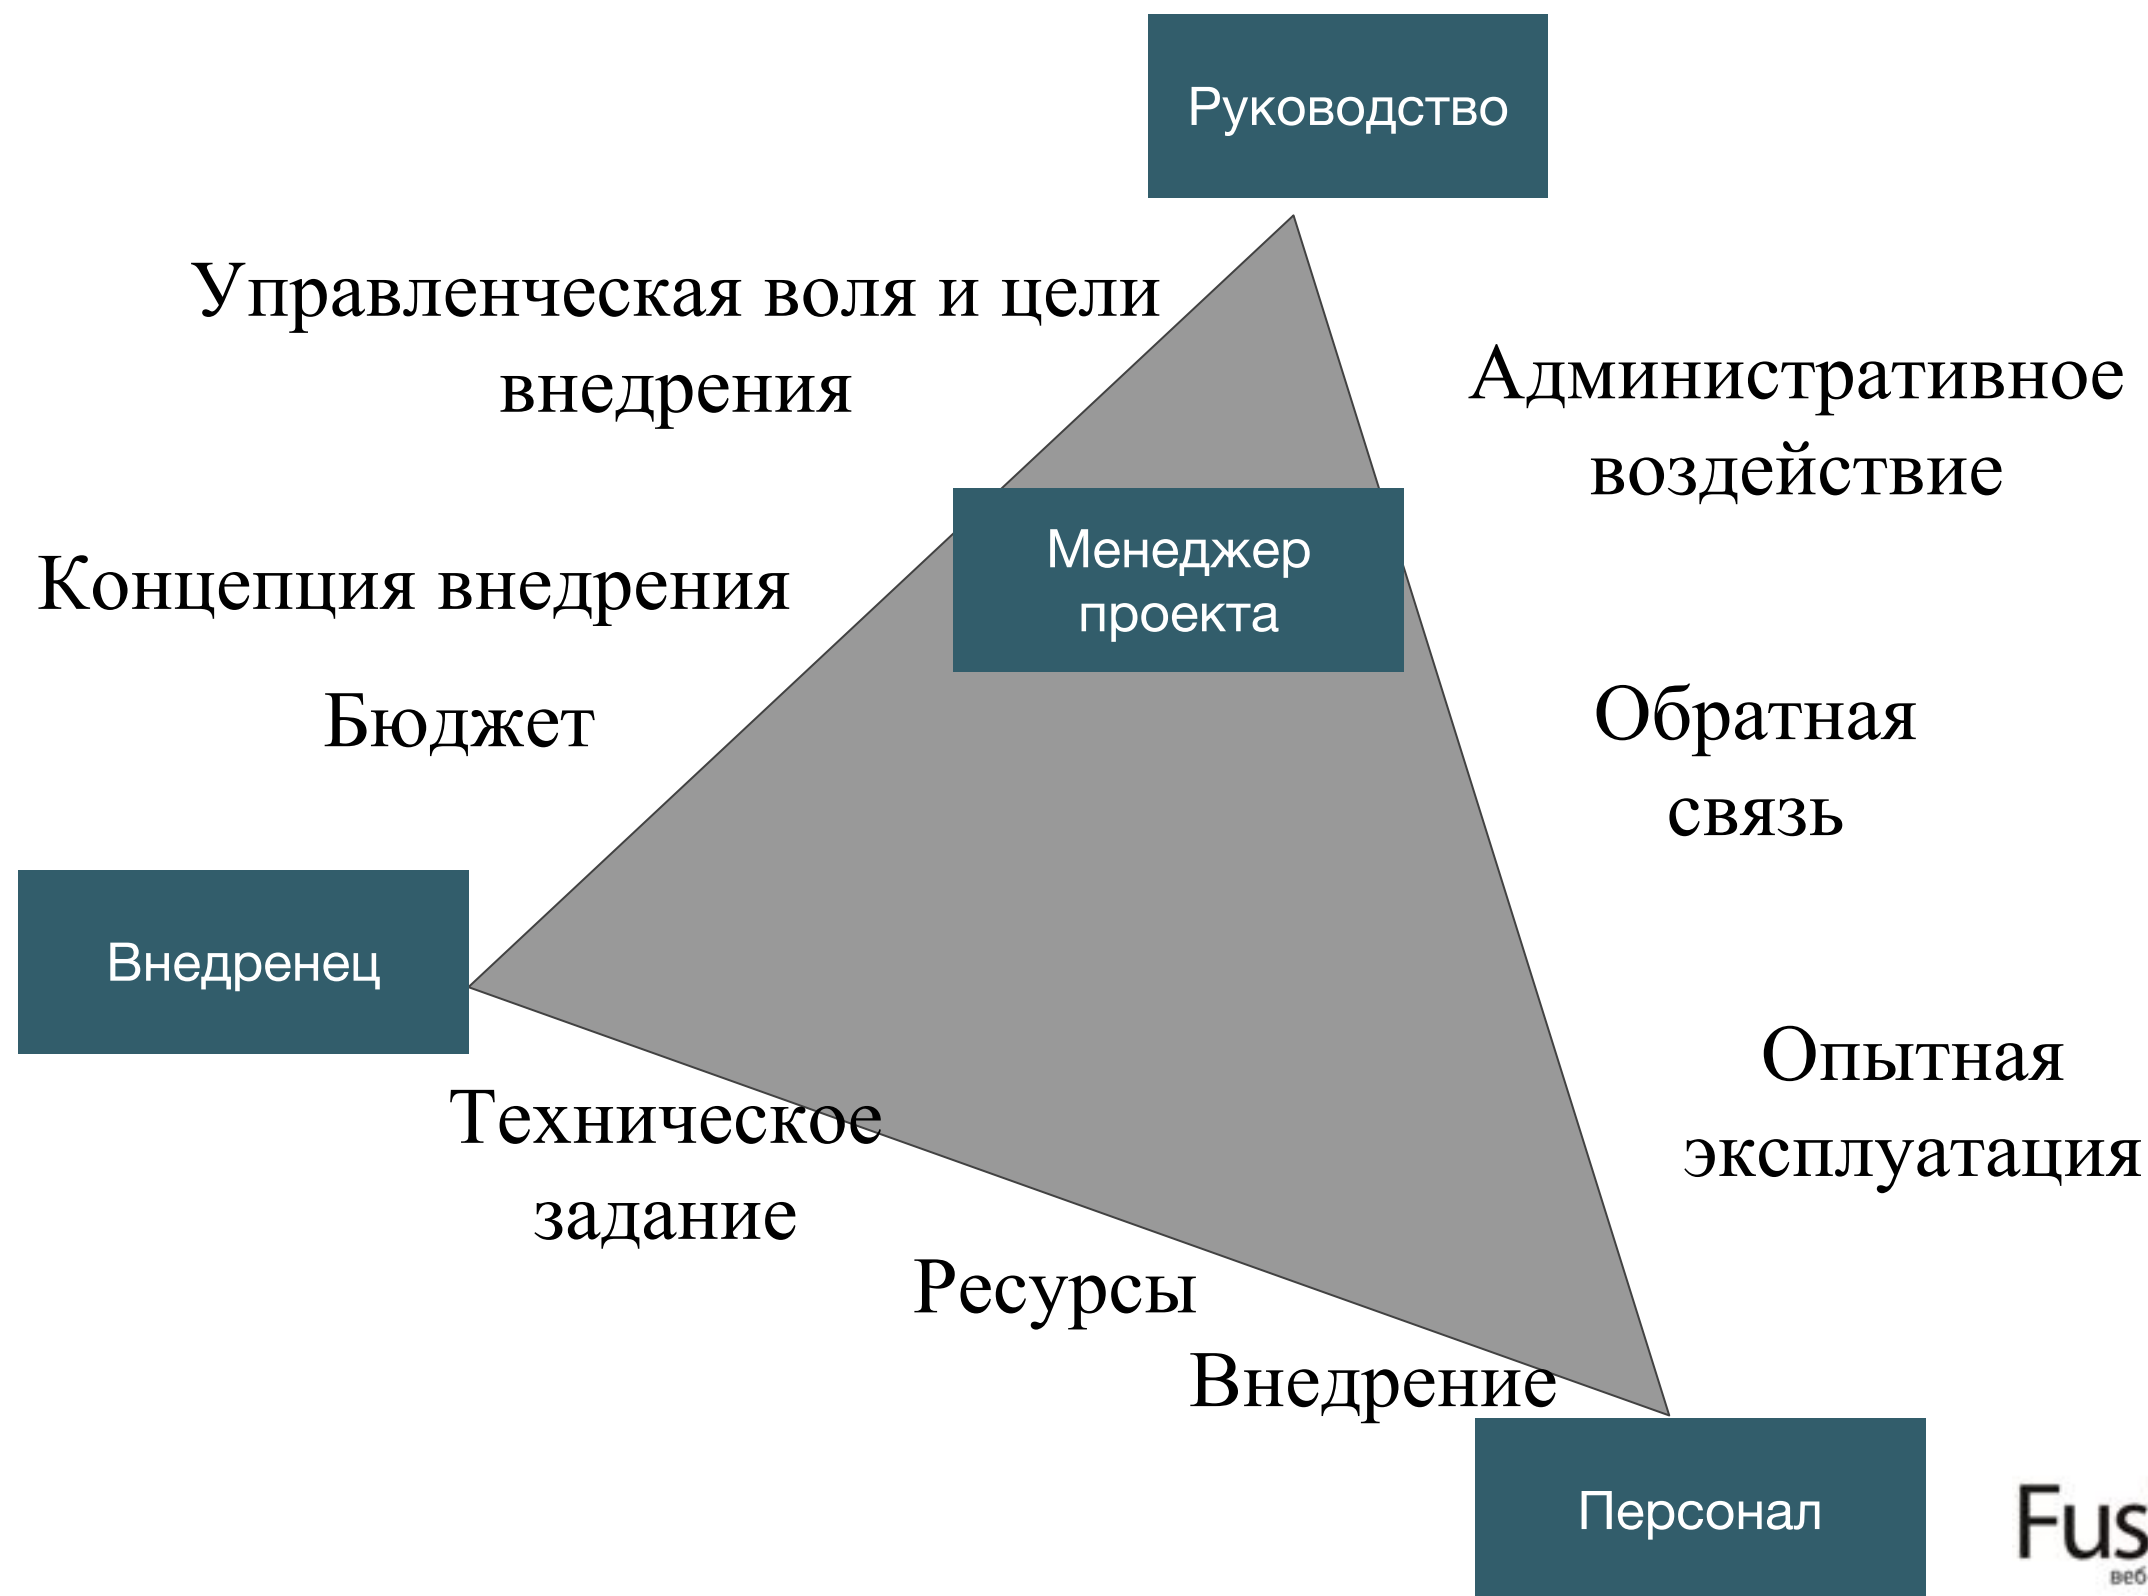 Руководство
Управленческая воля и цели
внедрения
Административное
воздействие
Менеджер
проекта
Концепция внедрения
Бюджет
Обратная
связь
Внедренец
Опытная
эксплуатация
Техническое
задание
Ресурсы
Внедрение
Персонал
Fus
веб